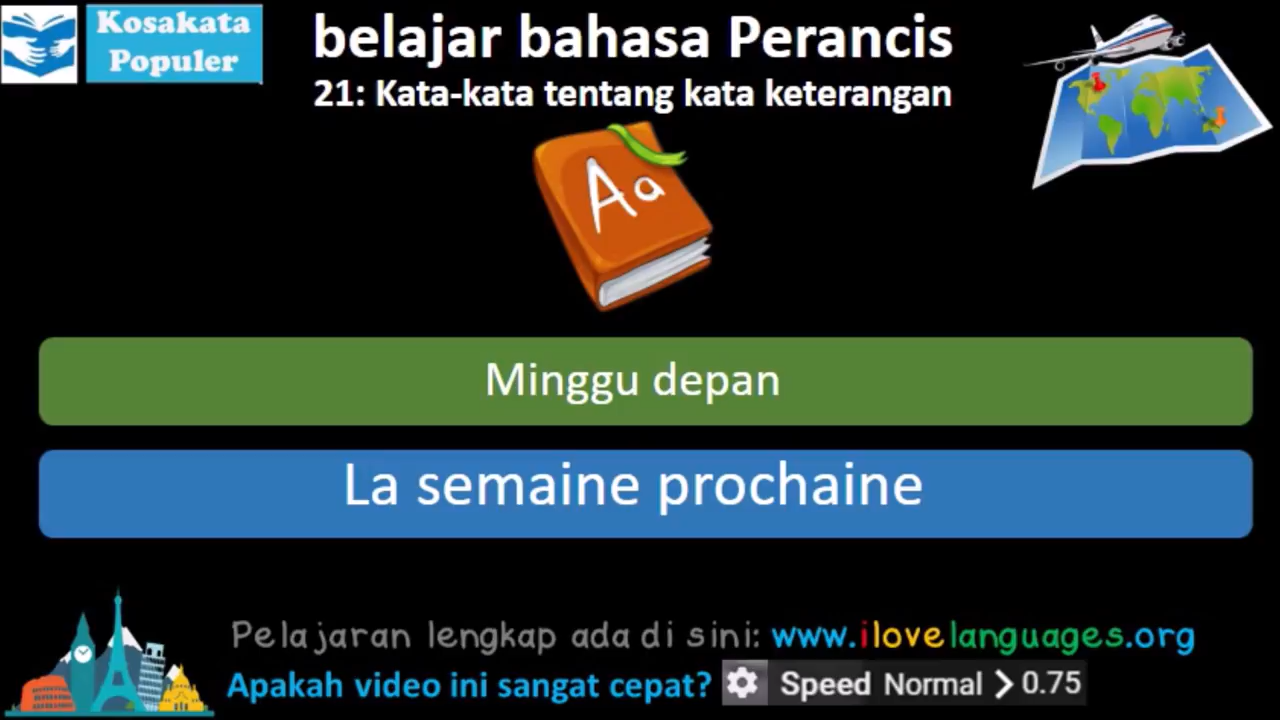 Kosakata
Populer
belajar bahasa Perancis
21: Kata-kata tentang kata keterangan
Aa
Minggu depan
La semaine prochaine
Pelajaran lengkap ada di sini: www.ilovelanguages.org
Apakah video ini sangat cepat? Speed Normal > 0.75